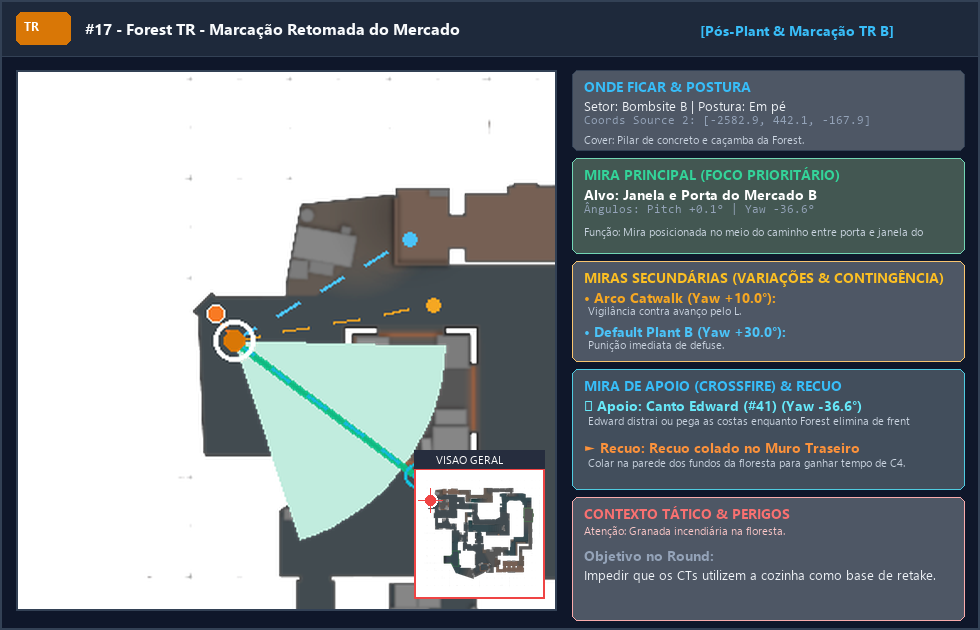 TR
#17 - Forest TR - Marcação Retomada do Mercado
[Pós-Plant & Marcação TR B]
VISAO GERAL
ONDE FICAR & POSTURA
Setor: Bombsite B | Postura: Em pé
Coords Source 2: [-2582.9, 442.1, -167.9]
Cover: Pilar de concreto e caçamba da Forest.
MIRA PRINCIPAL (FOCO PRIORITÁRIO)
Alvo: Janela e Porta do Mercado B
Ângulos: Pitch +0.1° | Yaw -36.6°
Função: Mira posicionada no meio do caminho entre porta e janela do
MIRAS SECUNDÁRIAS (VARIAÇÕES & CONTINGÊNCIA)
• Arco Catwalk (Yaw +10.0°):
Vigilância contra avanço pelo L.
• Default Plant B (Yaw +30.0°):
Punição imediata de defuse.
MIRA DE APOIO (CROSSFIRE) & RECUO
Apoio: Canto Edward (#41) (Yaw -36.6°)
Edward distrai ou pega as costas enquanto Forest elimina de frent
► Recuo: Recuo colado no Muro Traseiro
Colar na parede dos fundos da floresta para ganhar tempo de C4.
CONTEXTO TÁTICO & PERIGOS
Atenção: Granada incendiária na floresta.
Objetivo no Round:
Impedir que os CTs utilizem a cozinha como base de retake.